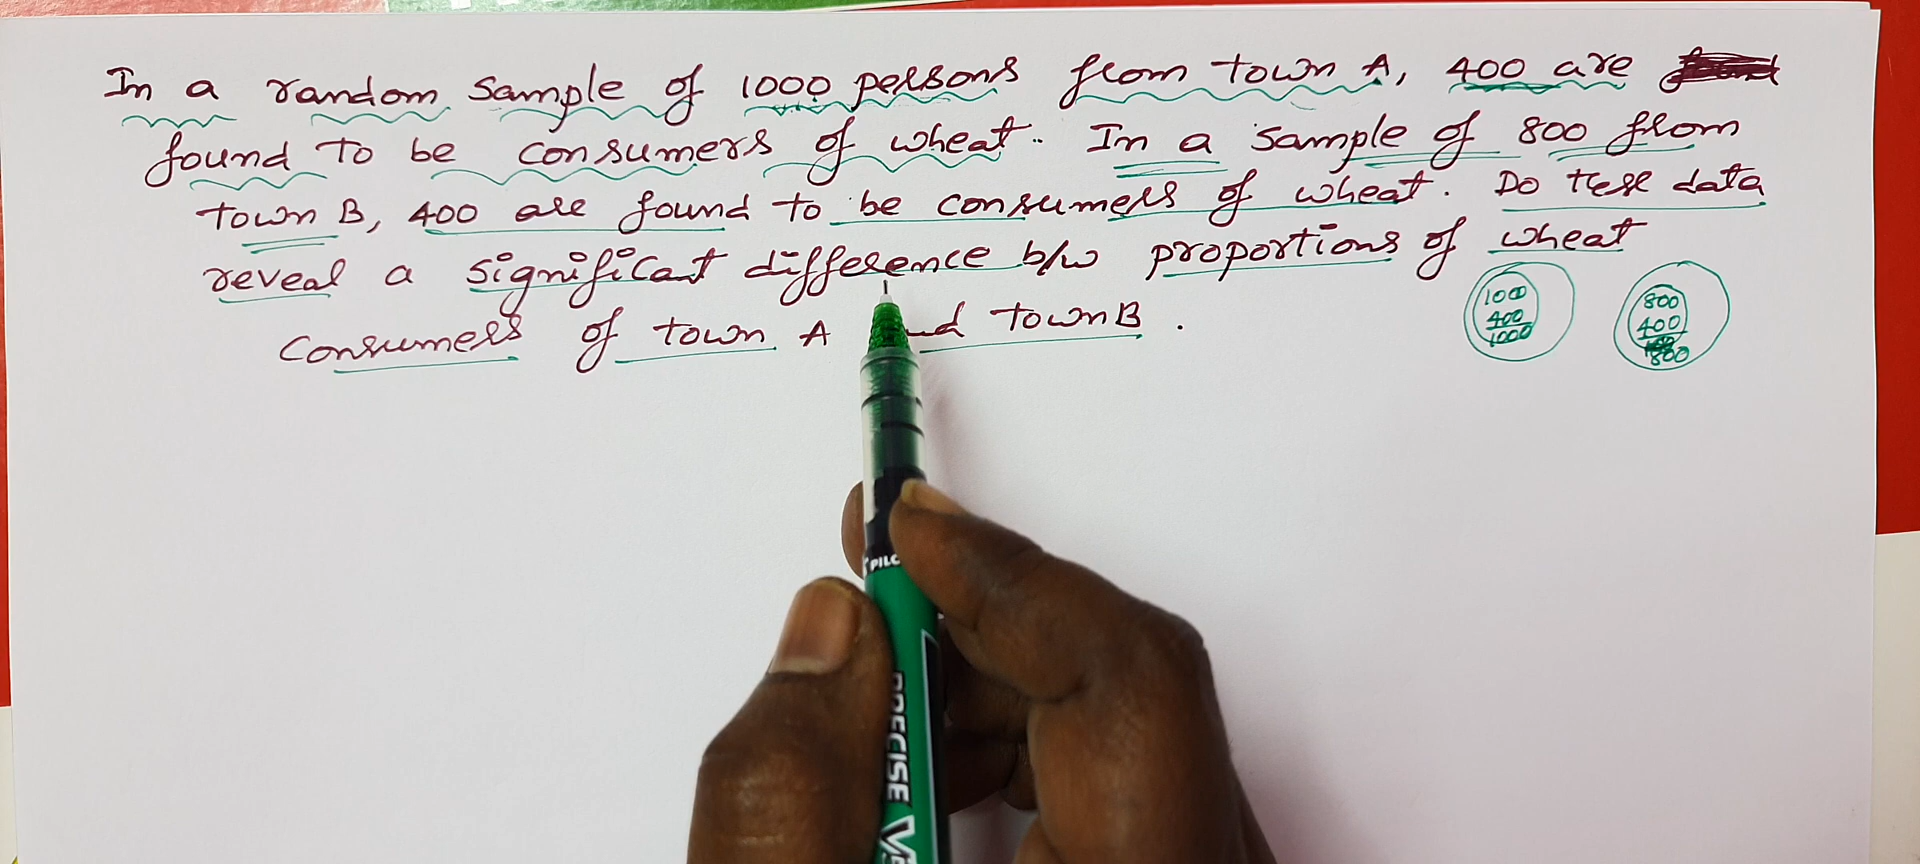 In a random sample of 1000 persons from town A, 400 are
found to be consumers of wheat. In a sample of 800 from
town B, 400 are found to be consumers of wheat. Do these data
reveal a significant difference b/w proportions of wheat
consumers of town A and town B.
1000
400
1000
800
400
800
PILO
PRECISE V